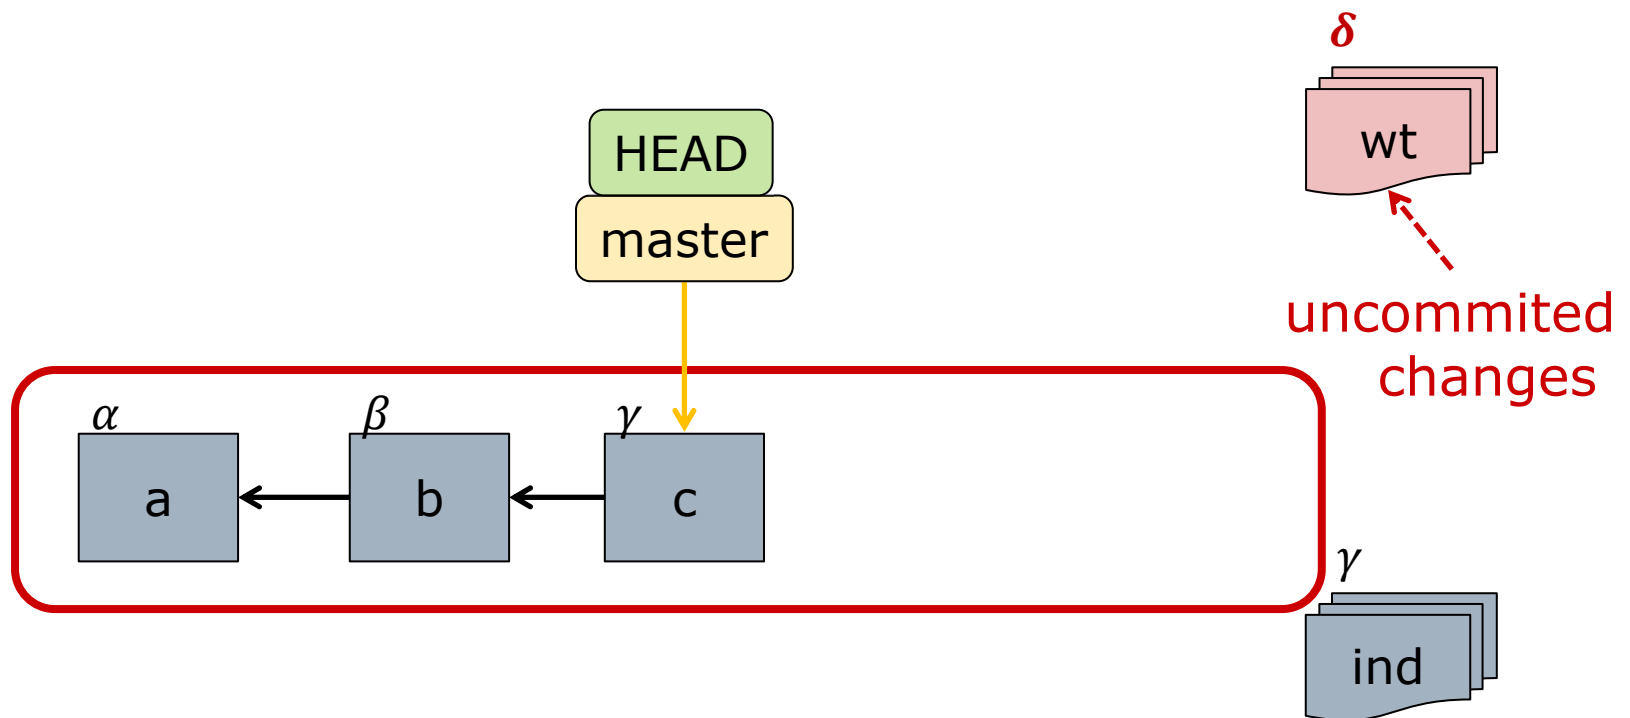 δ
wt
HEAD
master
uncommited
changes
α
β
γ
a
b
c
γ
ind